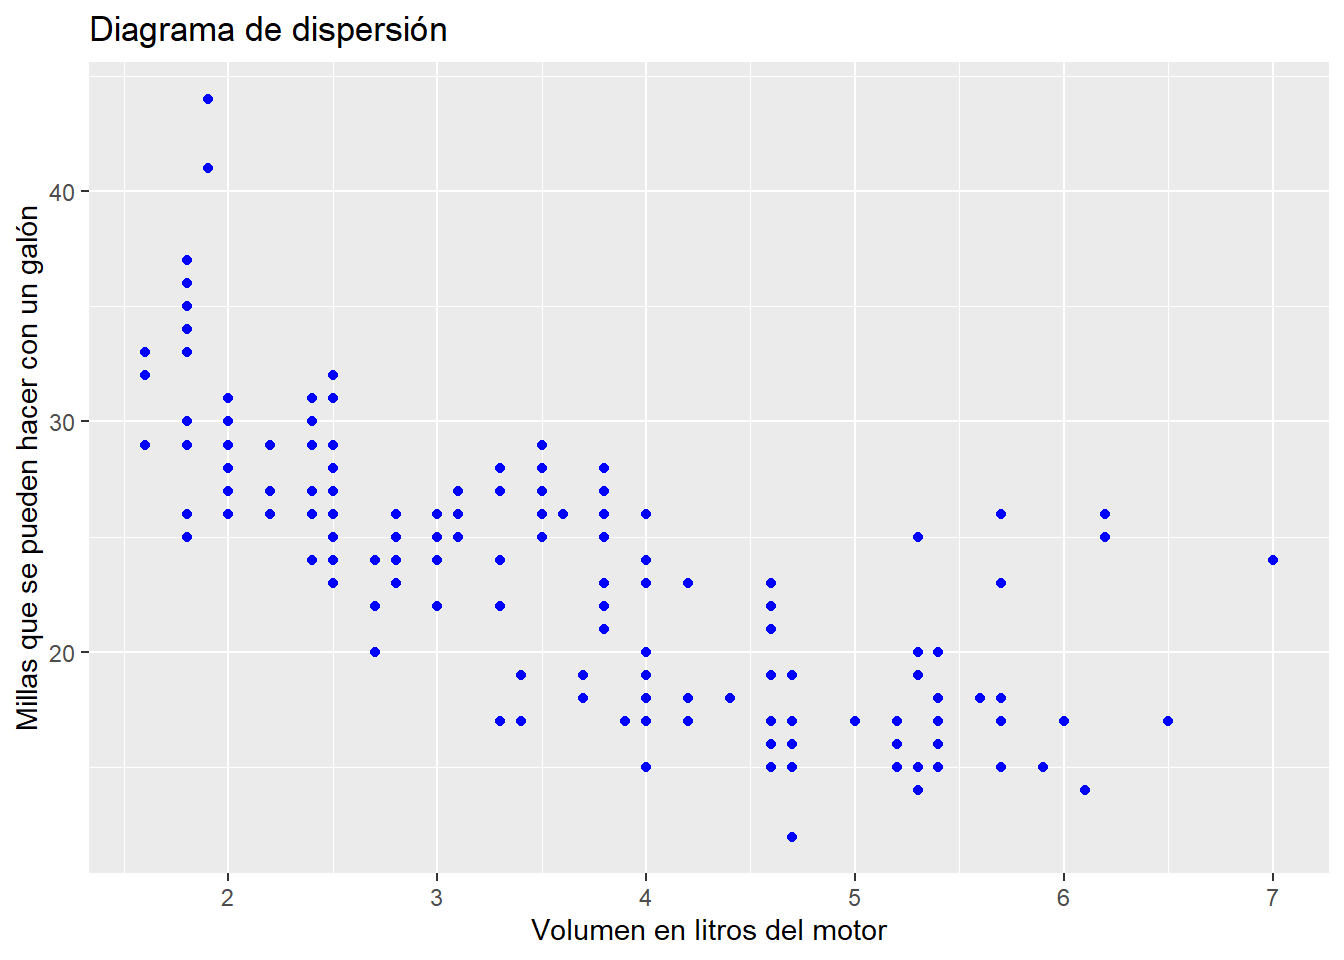 Diagrama de dispersión
Millas que se pueden hacer con un galón
40
30
20
2 3 4 5 6 7
Volumen en litros del motor